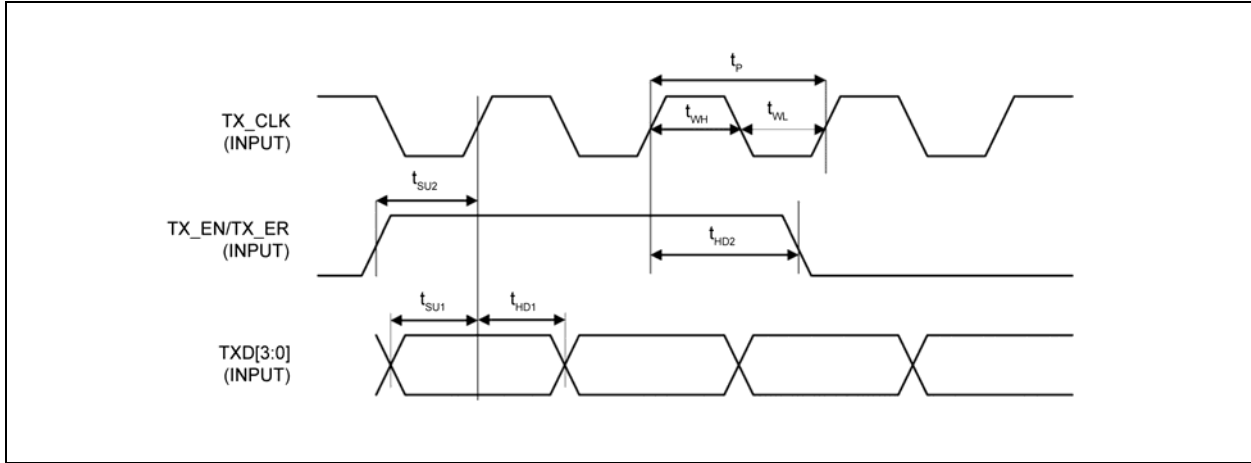 t_P
TX_CLK
(INPUT)
t_WH
t_WL
t_SU2
TX_EN/TX_ER
(INPUT)
t_HD2
t_SU1
t_HD1
TXD[3:0]
(INPUT)